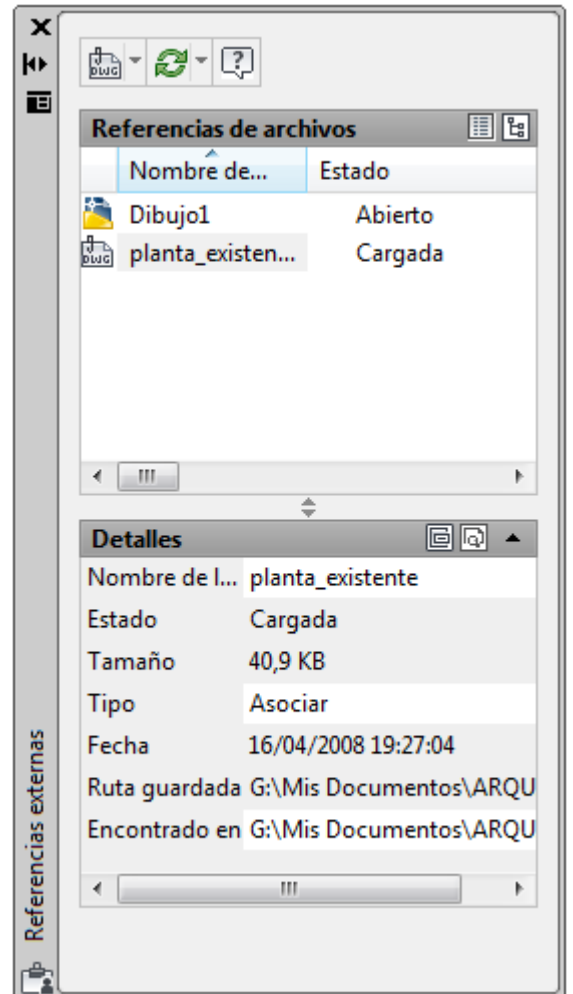 DWG
Referencias de archivos
Nombre de... Estado
Dibujo1 Abierto
DWG planta_existen... Cargada
Detalles
Nombre de l... planta_existente
Estado Cargada
Tamaño 40,9 KB
Tipo Asociar
Fecha 16/04/2008 19:27:04
Ruta guardada G:\Mis Documentos\ARQU
Encontrado en G:\Mis Documentos\ARQU
Referencias externas